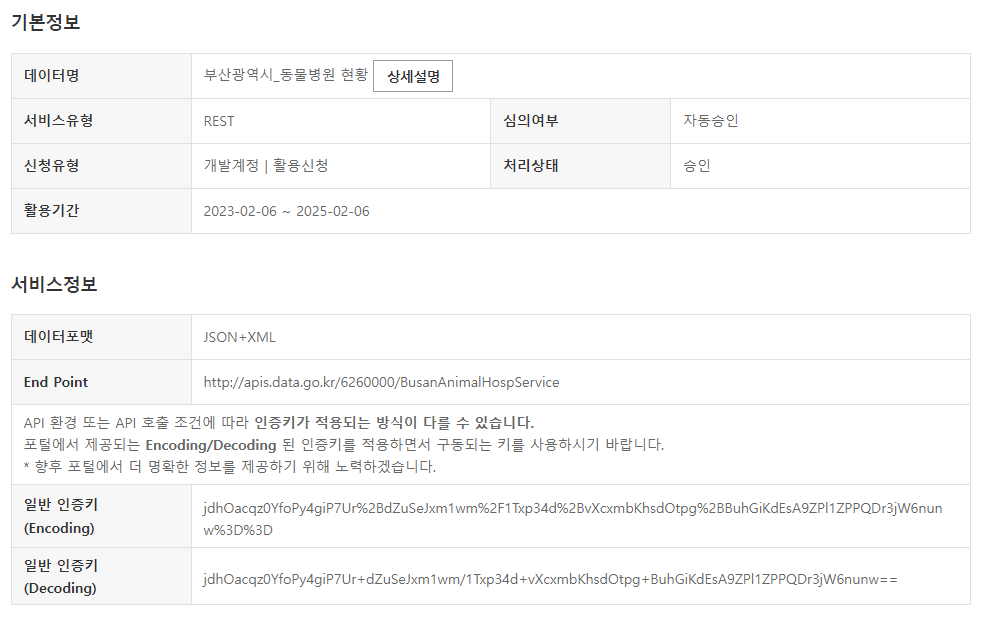 기본정보
데이터명 부산광역시_동물병원 현황 상세설명
서비스유형 REST 심의여부 자동승인
신청유형 개발계정 | 활용신청 처리상태 승인
활용기간 2023-02-06 ~ 2025-02-06
서비스정보
데이터포맷 JSON+XML
End Point http://apis.data.go.kr/6260000/BusanAnimalHospService
API 환경 또는 API 호출 조건에 따라 인증키가 적용되는 방식이 다를 수 있습니다.
포털에서 제공되는 Encoding/Decoding 된 인증키를 적용하면서 구동되는 키를 사용하시기 바랍니다.
* 향후 포털에서 더 명확한 정보를 제공하기 위해 노력하겠습니다.
일반 인증키
(Encoding)
jdhOacqz0YfoPy4giP7Ur%2BdZuSeJxm1wm%2F1Txp34d%2BvXcxmbKhsdOtpg%2BBuhGiKdEsA9ZPl1ZPPQDr3jW6nun
w%3D%3D
일반 인증키
(Decoding)
jdhOacqz0YfoPy4giP7Ur+dZuSeJxm1wm/1Txp34d+vXcxmbKhsdOtpg+BuhGiKdEsA9ZPl1ZPPQDr3jW6nunw==